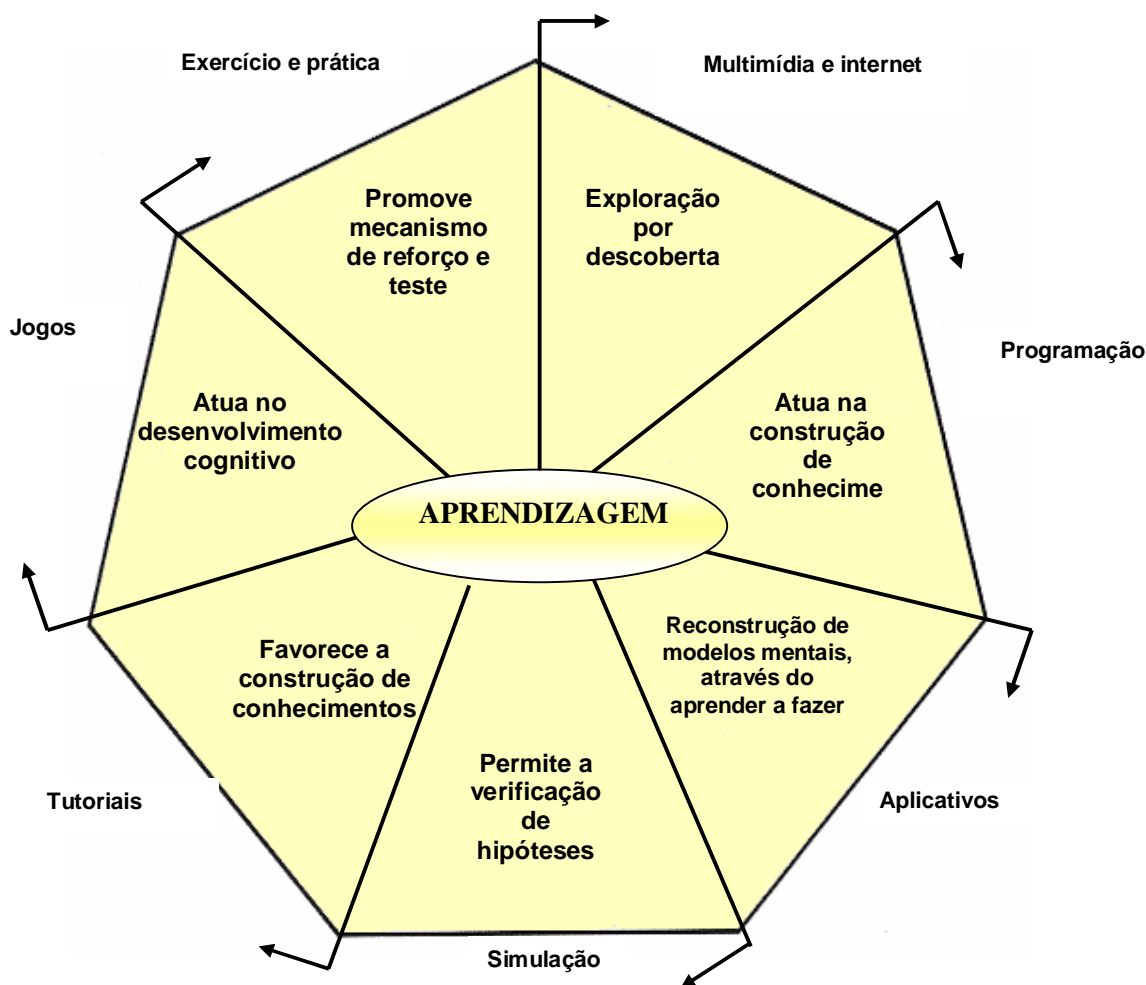 Exercício e prática
Multimídia e internet
Promove
mecanismo
de reforço e
teste
Exploração
por
descoberta
Jogos
Programação
Atua no
desenvolvimento
cognitivo
Atua na
construção
de
conhecime
APRENDIZAGEM
Favorece a
construção de
conhecimentos
Reconstrução de
modelos mentais,
através do
aprender a fazer
Permite a
verificação
de
hipóteses
Tutoriais
Aplicativos
Simulação